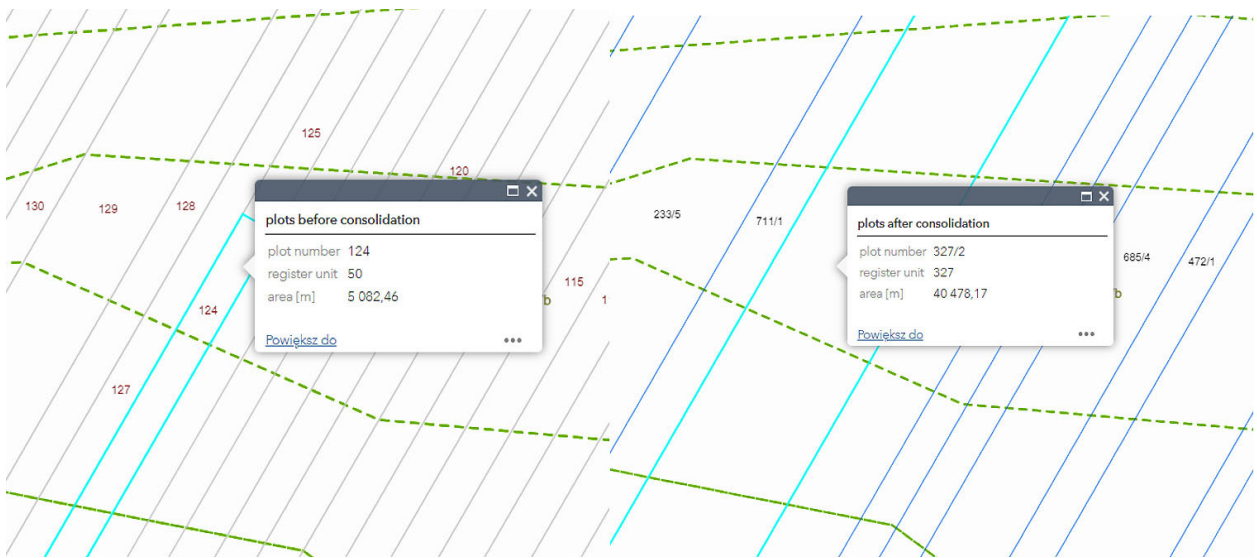 125
120
130
129
128
plots before consolidation
plot number 124
register unit 50
area [m] 5 082,46
Powiększ do
124
127
115
1
b
233/5
711/1
plots after consolidation
plot number 327/2
register unit 327
area [m] 40 478,17
Powiększ do
685/4
472/1
b